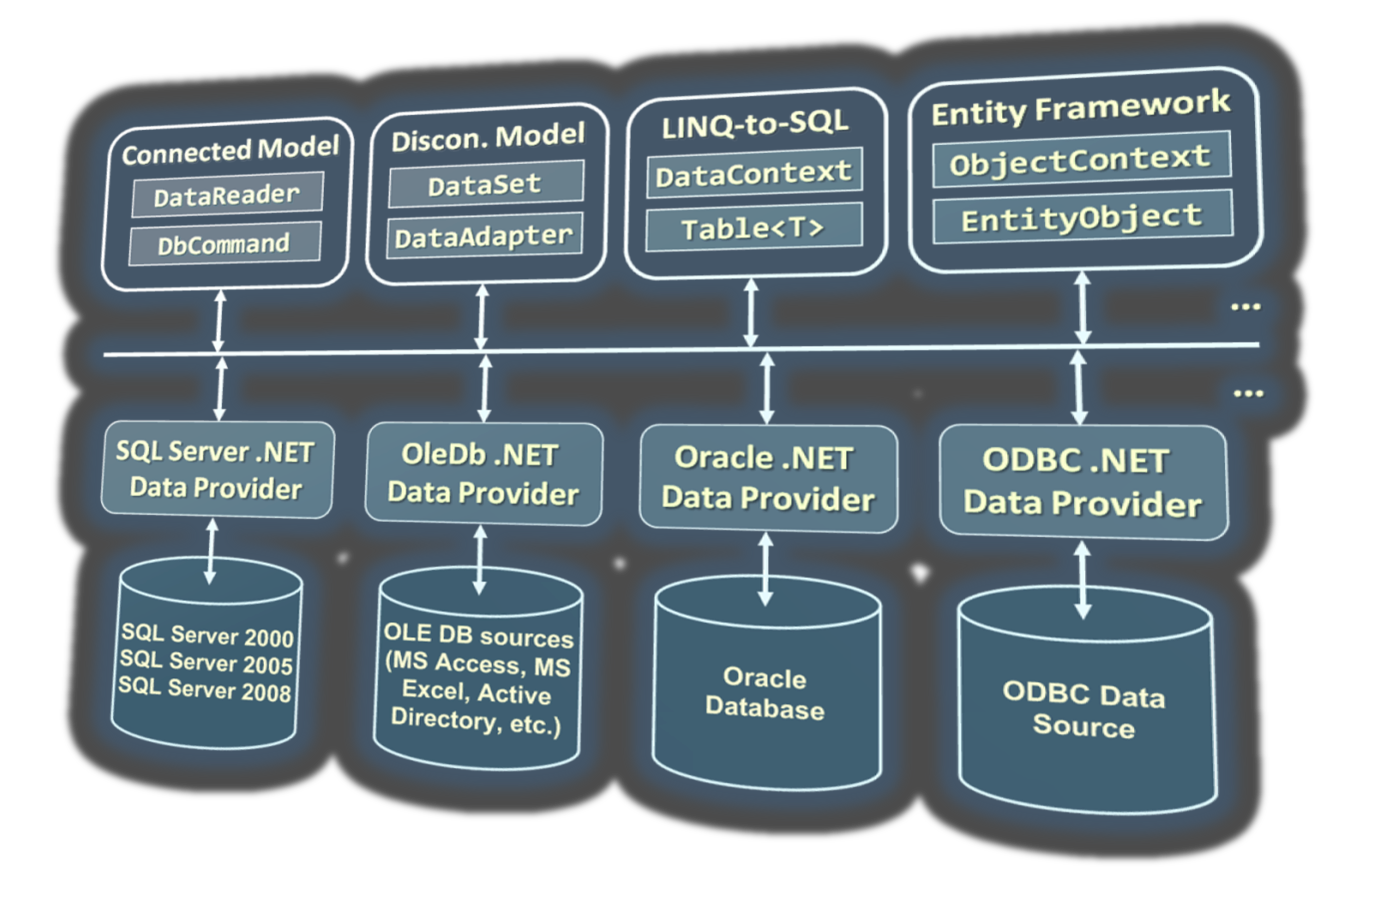 Connected Model
DataReader
DbCommand
Discon. Model
DataSet
DataAdapter
LINQ-to-SQL
DataContext
Table<T>
Entity Framework
ObjectContext
EntityObject
...
...
SQL Server .NET
Data Provider
OleDb .NET
Data Provider
Oracle .NET
Data Provider
ODBC .NET
Data Provider
SQL Server 2000
SQL Server 2005
SQL Server 2008
OLE DB sources
(MS Access, MS
Excel, Active
Directory, etc.)
Oracle
Database
ODBC Data
Source